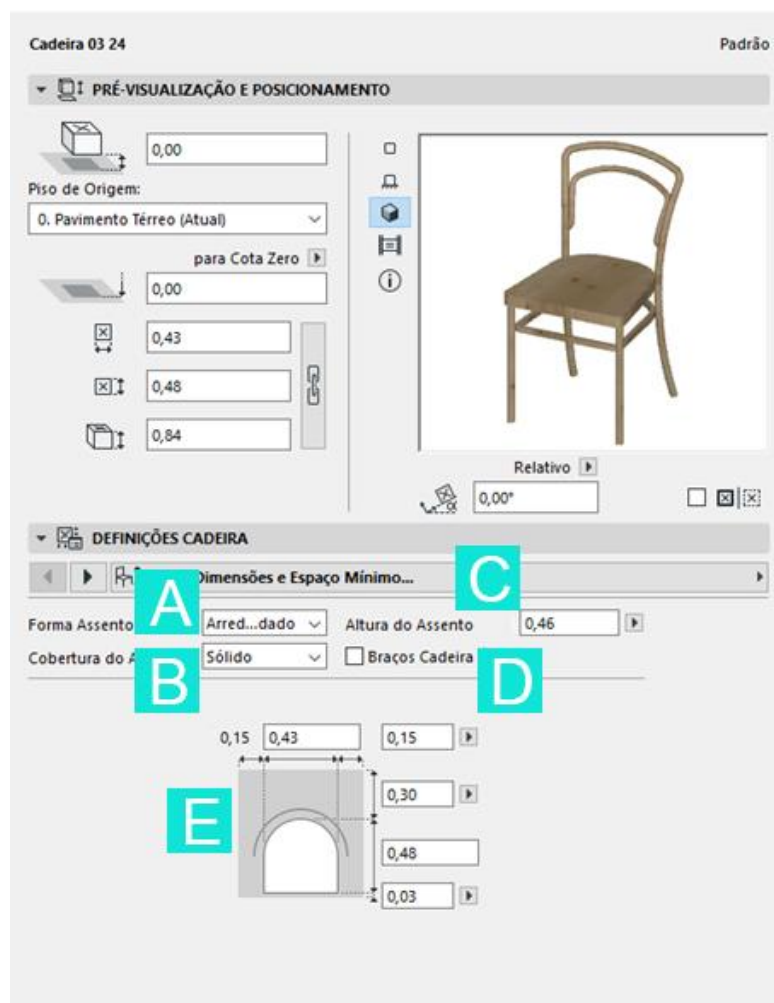 Cadeira 03 24 Padrão
PRÉ-VISUALIZAÇÃO E POSICIONAMENTO
0,00
Piso de Origem:
0. Pavimento Térreo (Atual)
para Cota Zero
0,00
0,43
0,48
0,84
Relativo
α 0,00°
DEFINIÇÕES CADEIRA
Dimensões e Espaço Mínimo...
A
C
Forma Assento Arred...dado Altura do Assento 0,46
Cobertura do A Sólido Braços Cadeira
B
D
0,15 0,43 0,15
0,30
E
0,48
0,03